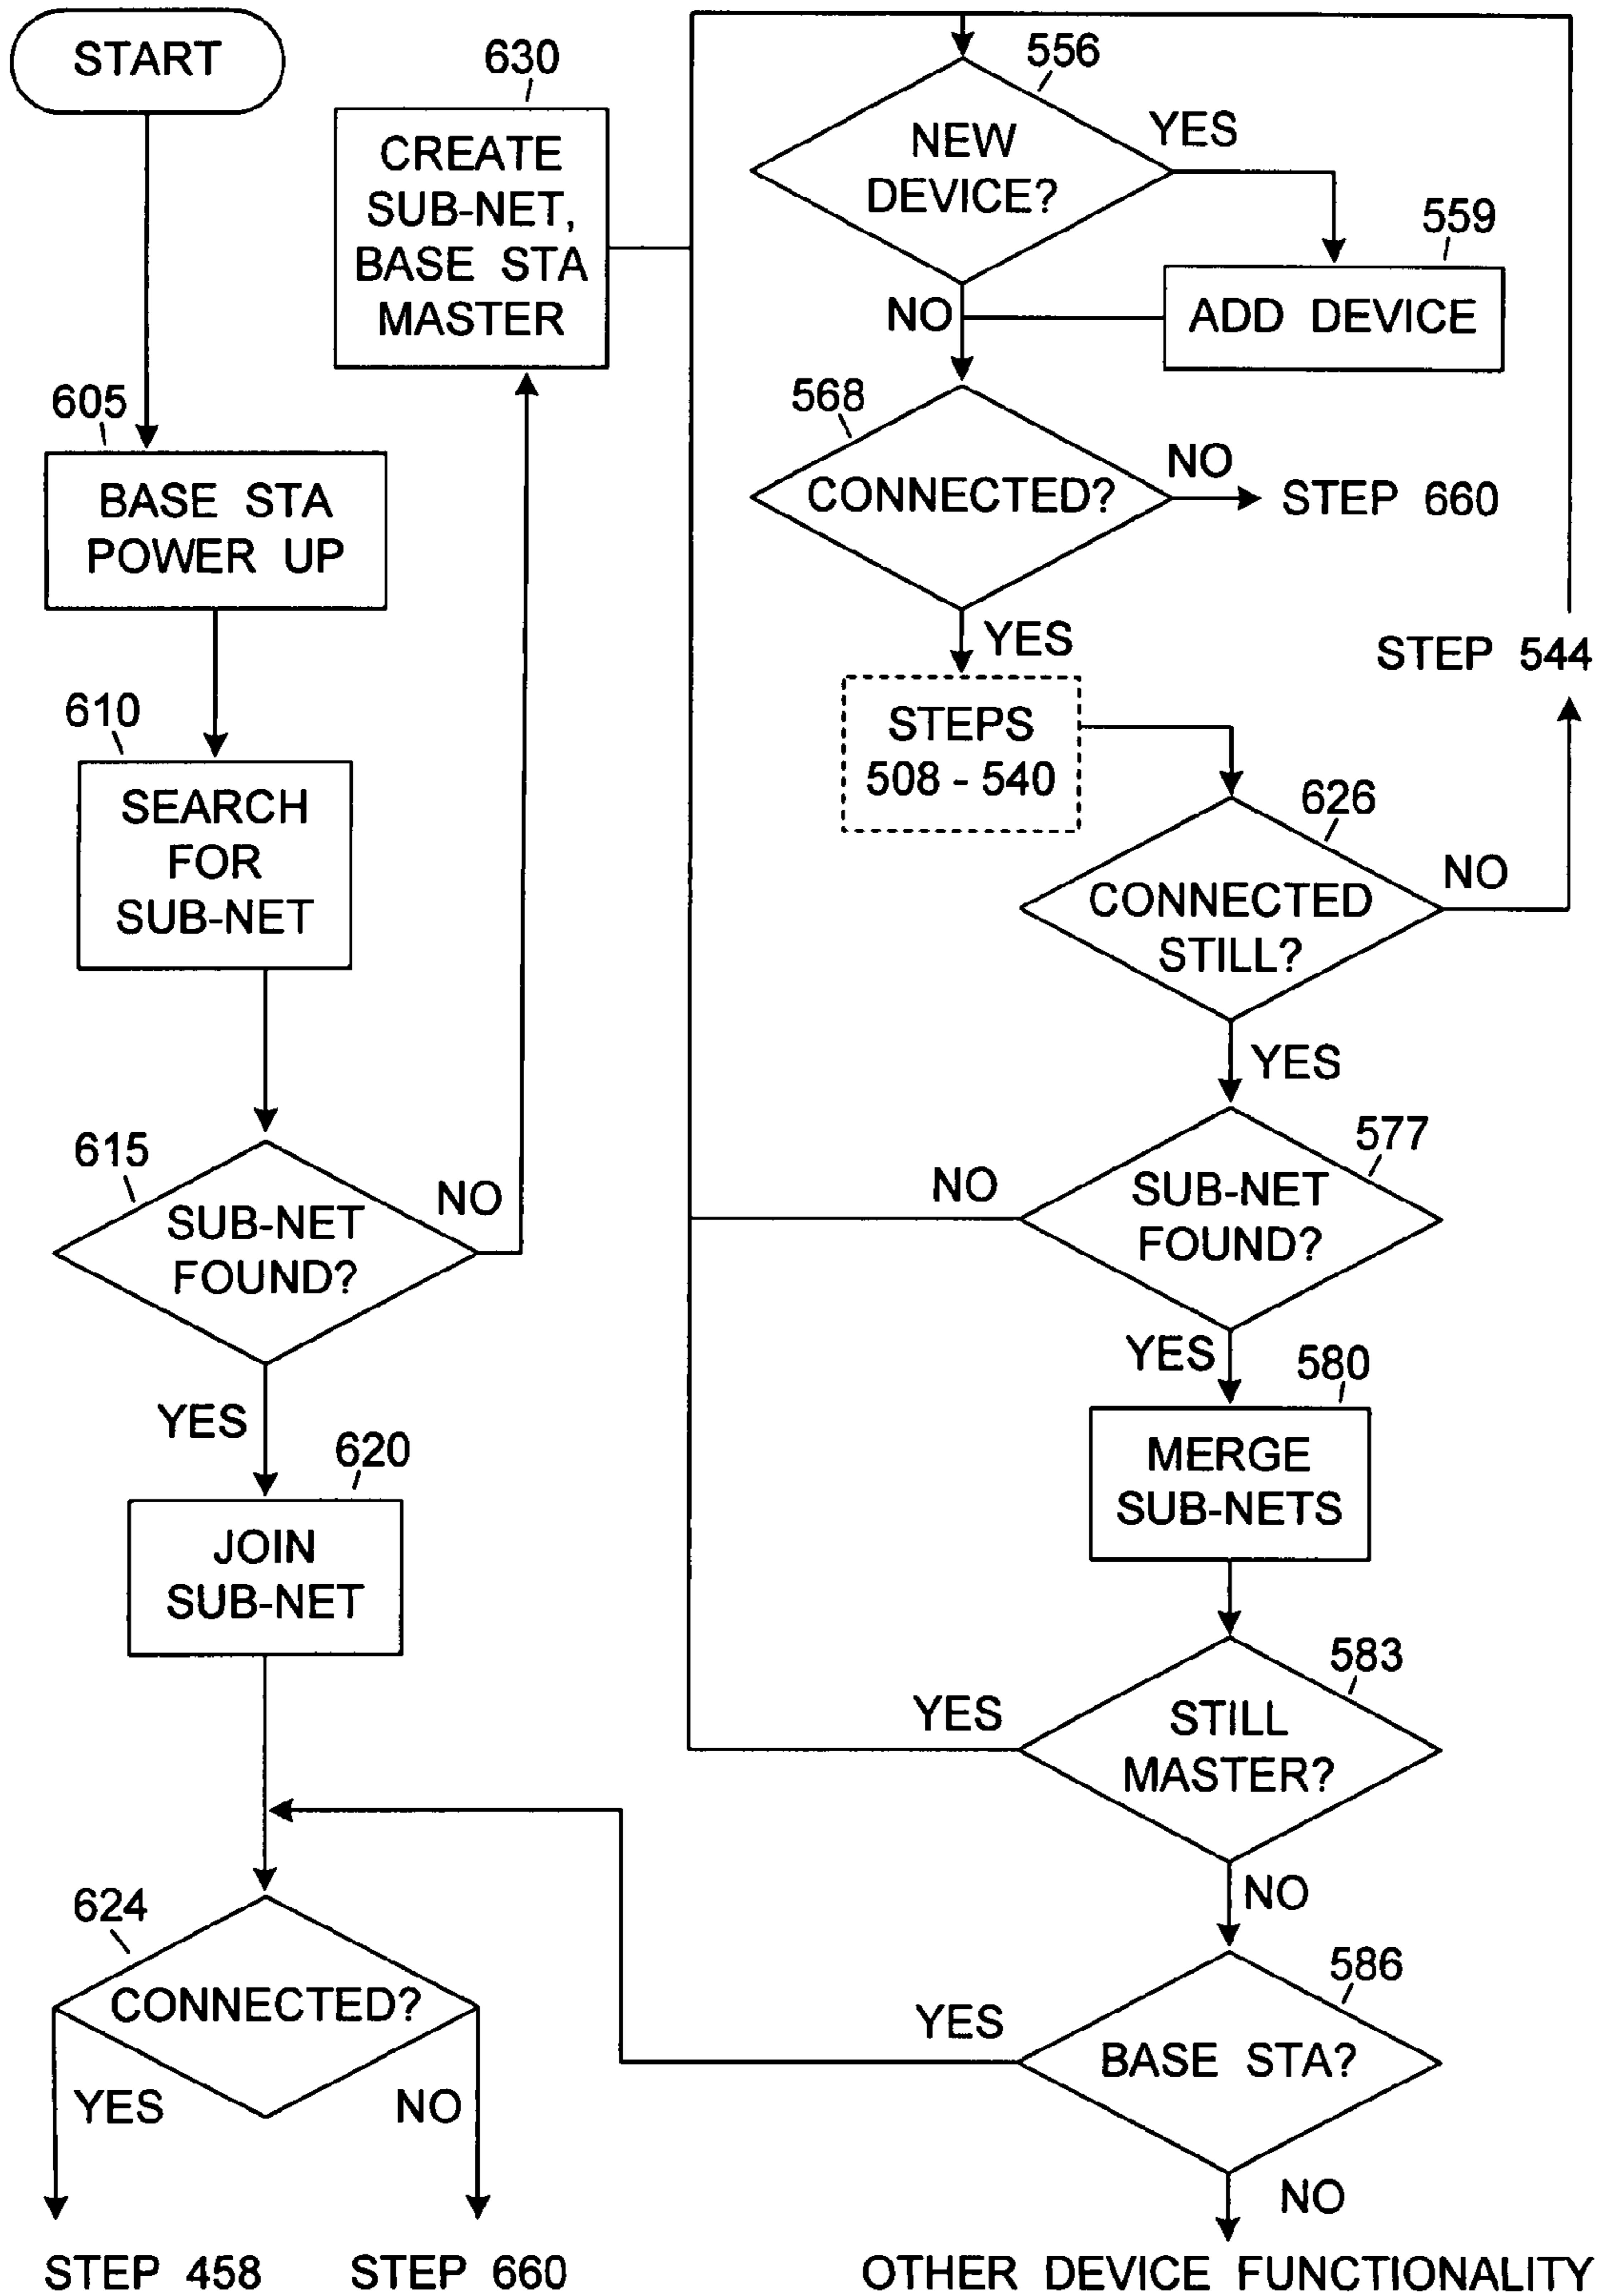 START
630
CREATE
SUB-NET,
BASE STA
MASTER
605
BASE STA
POWER UP
610
SEARCH
FOR
SUB-NET
615
SUB-NET
FOUND?
NO
YES
620
JOIN
SUB-NET
624
CONNECTED?
YES
NO
STEP 458
STEP 660
556
NEW
DEVICE?
YES
559
ADD DEVICE
NO
568
CONNECTED?
NO
STEP 660
YES
STEPS
508 - 540
STEP 544
626
CONNECTED
STILL?
NO
YES
577
SUB-NET
FOUND?
NO
YES
580
MERGE
SUB-NETS
583
STILL
MASTER?
YES
NO
586
BASE STA?
YES
NO
OTHER DEVICE FUNCTIONALITY